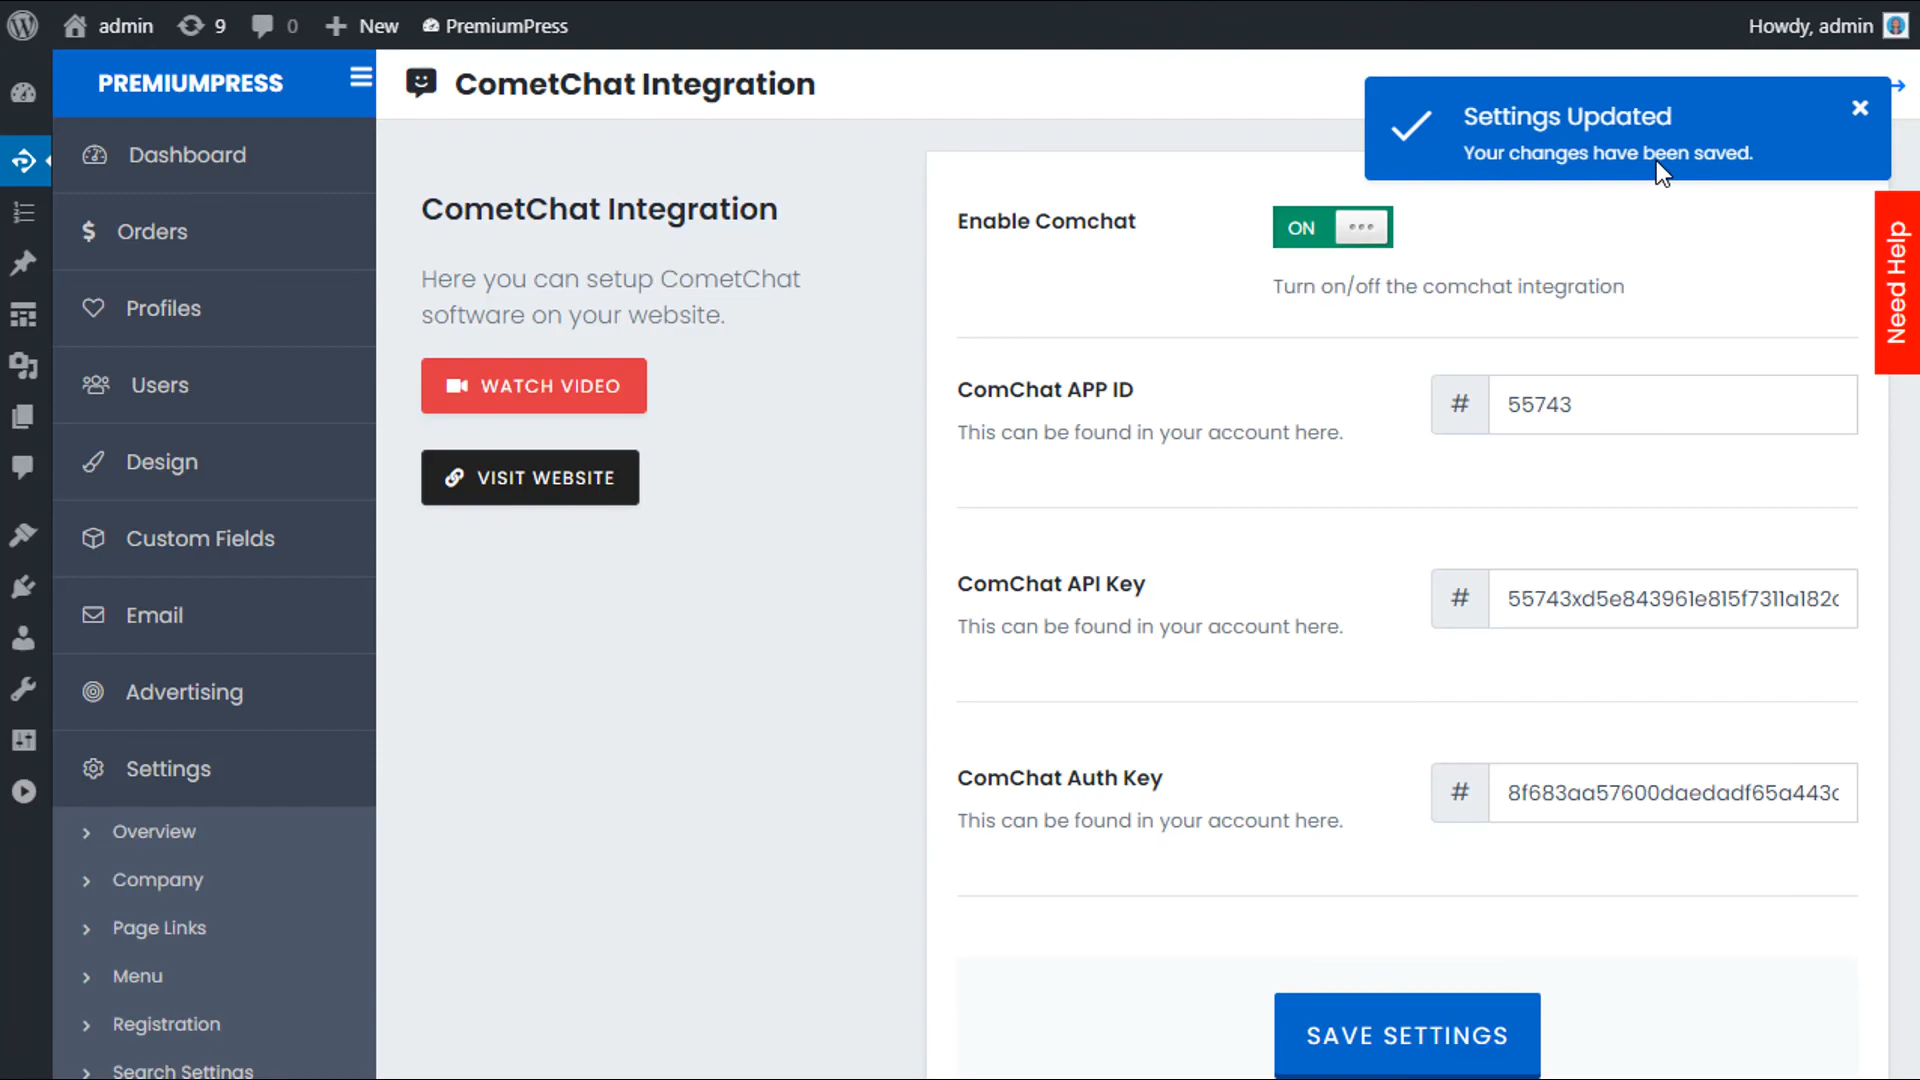 admin
9
0
New
PremiumPress
Howdy, admin
PREMIUMPRESS
Dashboard
Orders
Profiles
Users
Design
Custom Fields
Email
Advertising
Settings
Overview
Company
Page Links
Menu
Registration
Search Settings
CometChat Integration
Settings Updated
Your changes have been saved.
Need Help
CometChat Integration
Here you can setup CometChat
software on your website.
WATCH VIDEO
VISIT WEBSITE
Enable Comchat
ON
Turn on/off the comchat integration
ComChat APP ID
This can be found in your account here.
# 55743
ComChat API Key
This can be found in your account here.
# 55743xd5e843961e815f7311a182c
ComChat Auth Key
This can be found in your account here.
# 8f683aa57600daedadf65a443c
SAVE SETTINGS